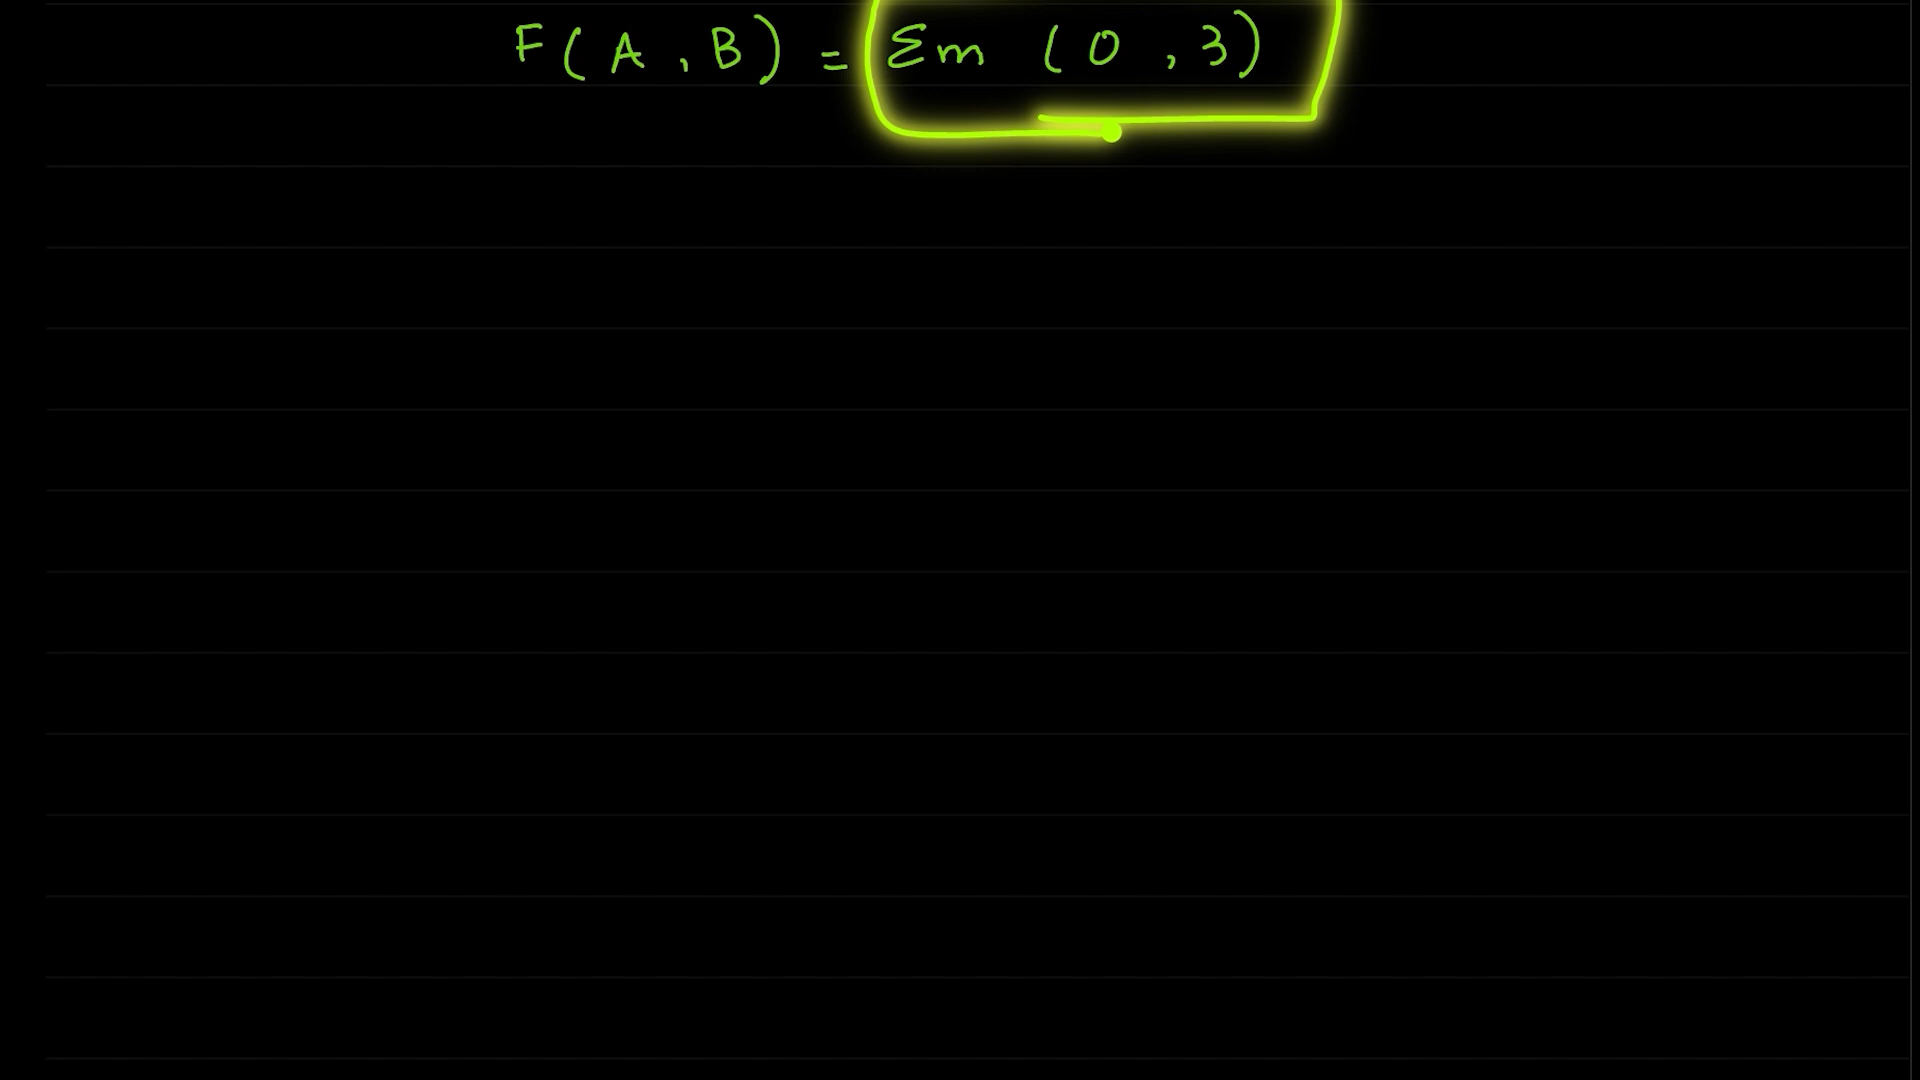 F(A,B) = Σm (0,3)